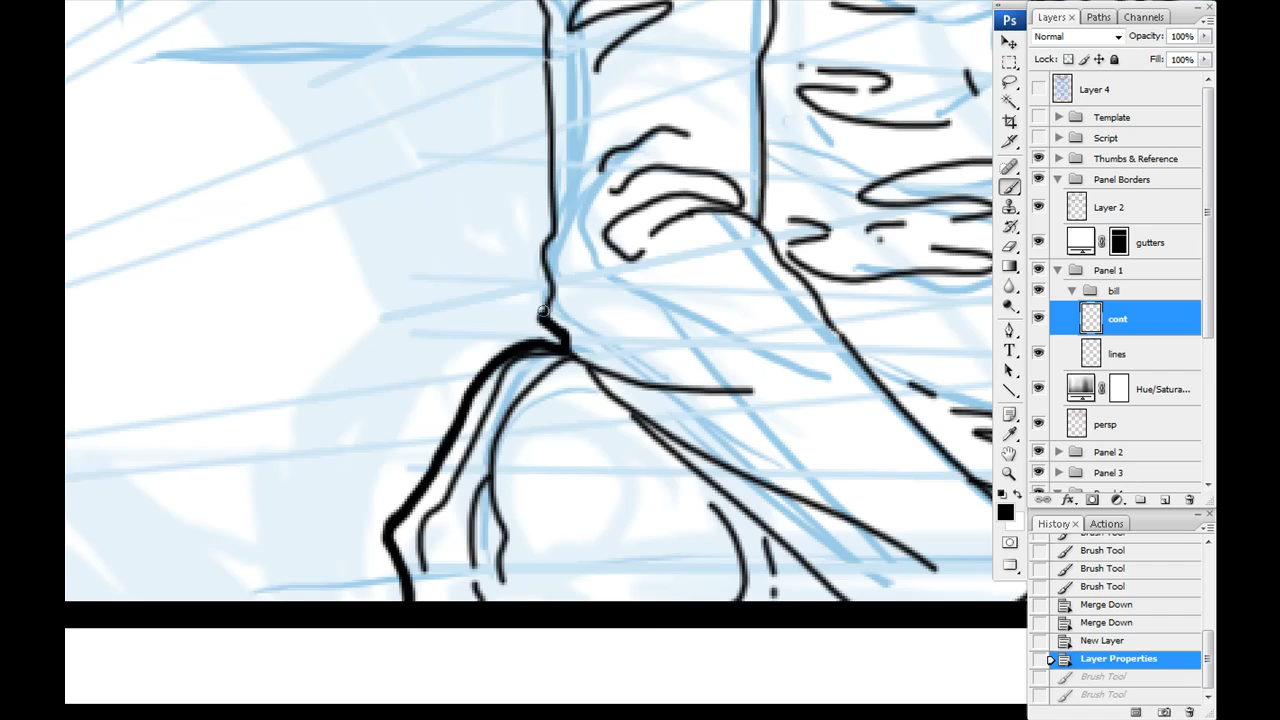 Ps
Layers × Paths Channels
Normal Opacity: 100%
Lock: Fill: 100%
Layer 4
Template
Script
Thumbs & Reference
Panel Borders
Layer 2
gutters
Panel 1
bill
cont
lines
Hue/Satura...
persp
Panel 2
Panel 3
History × Actions
Brush Tool
Brush Tool
Brush Tool
Brush Tool
Merge Down
Merge Down
New Layer
Layer Properties
Brush Tool
Brush Tool